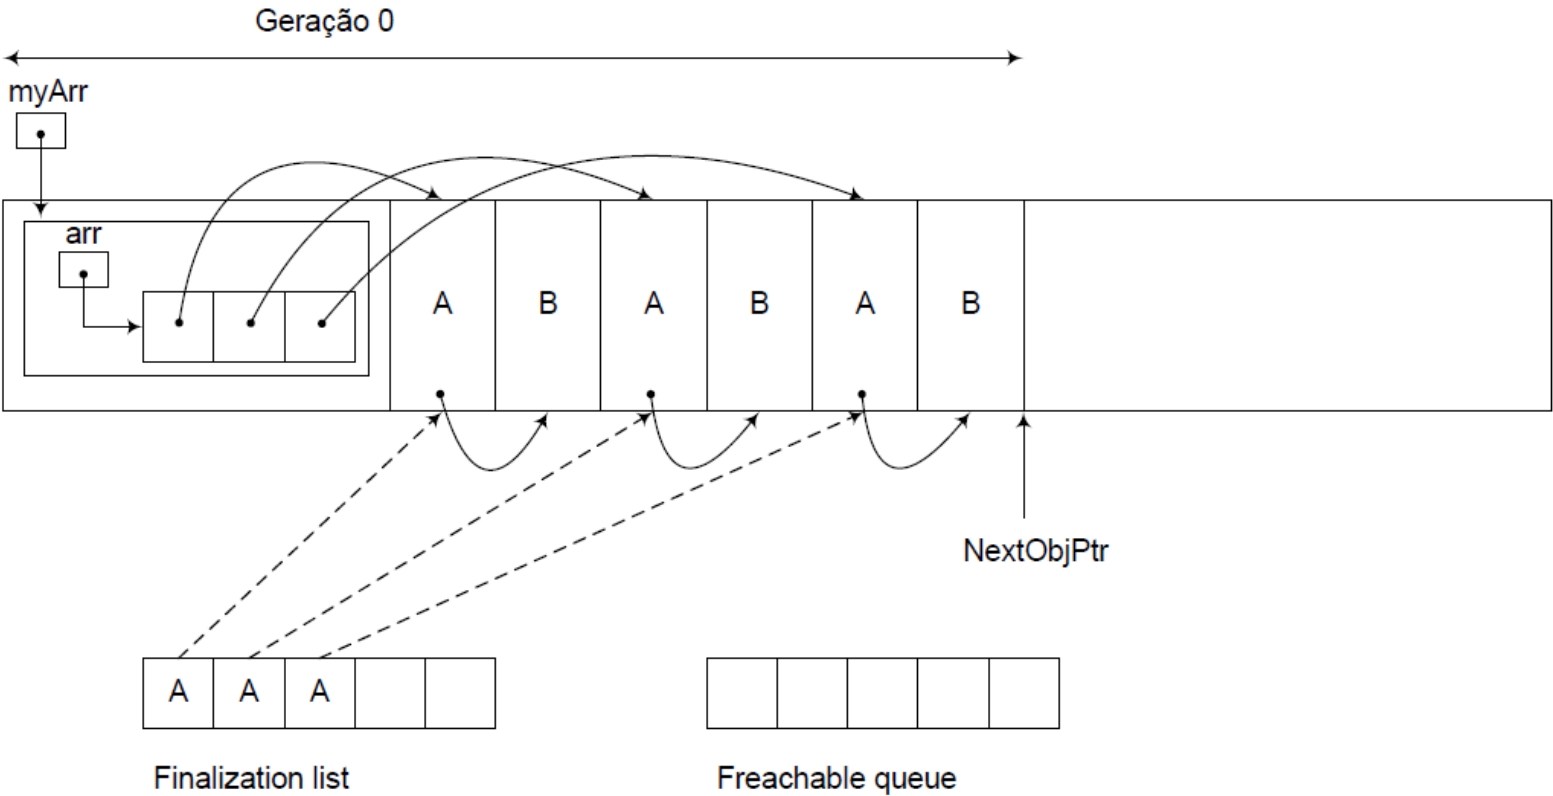 Geração 0
myArr
arr
A B A B A B
NextObjPtr
A A A
Finalization list
Freachable queue